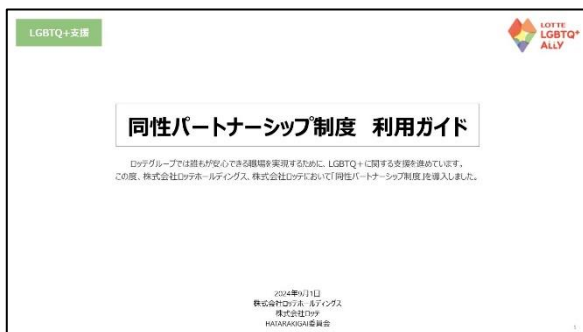 LGBTQ+支援
LOTTE
LGBTQ+
ALLY
同性パートナーシップ制度 利用ガイド
ロッテグループでは誰もが安心できる職場を実現するために、LGBTQ+に関する支援を進めています。
この度、株式会社ロッテホールディングス、株式会社ロッテにおいて「同性パートナーシップ制度」を導入しました。
2024年9月1日
株式会社ロッテホールディングス
株式会社ロッテ
HATARAKIGAI委員会
1